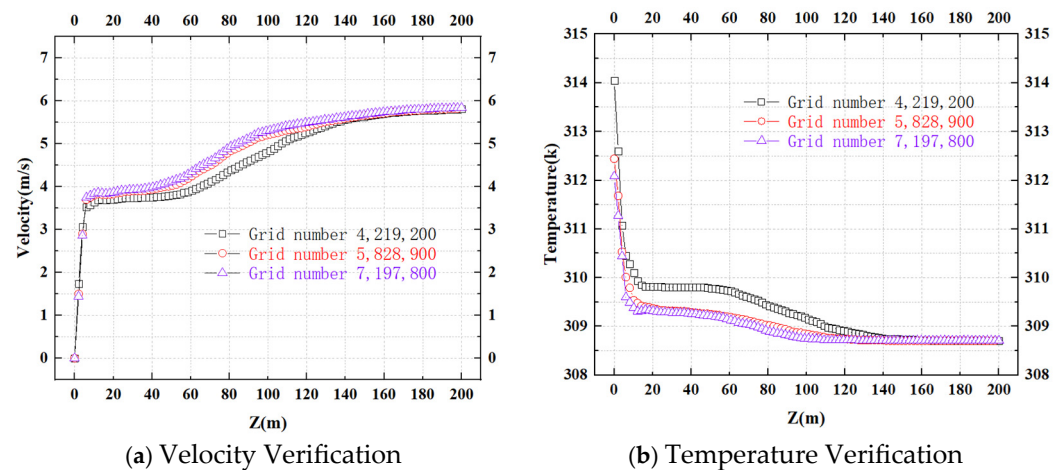 0 20 40 60 80 100 120 140 160 180 200
7 7
6 6
5 5
4 4
3 3
2 2
1 1
0 0
Velocity(m/s)
Grid number 4,219,200
Grid number 5,828,900
Grid number 7,197,800
0 20 40 60 80 100 120 140 160 180 200
Z(m)
(a) Velocity Verification
0 20 40 60 80 100 120 140 160 180 200
315 315
314 314
313 313
312 312
311 311
310 310
309 309
308 308
Temperature(k)
Grid number 4,219,200
Grid number 5,828,900
Grid number 7,197,800
0 20 40 60 80 100 120 140 160 180 200
Z(m)
(b) Temperature Verification